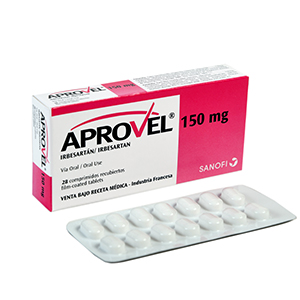 APROVEL® 150 mg
IRBESARTÁN/ IRBESARTAN
Vía Oral / Oral Use
28 comprimidos recubiertos
film-coated tablets
VENTA BAJO RECETA MÉDICA - Industria Francesa
SANOFI